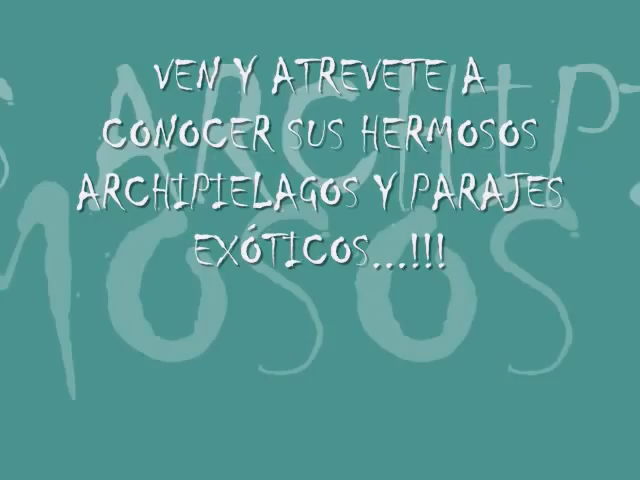 VEN Y ATREVETE A
CONOCER SUS HERMOSOS
ARCHIPIELAGOS Y PARAJES
EXÓTICOS...!!!